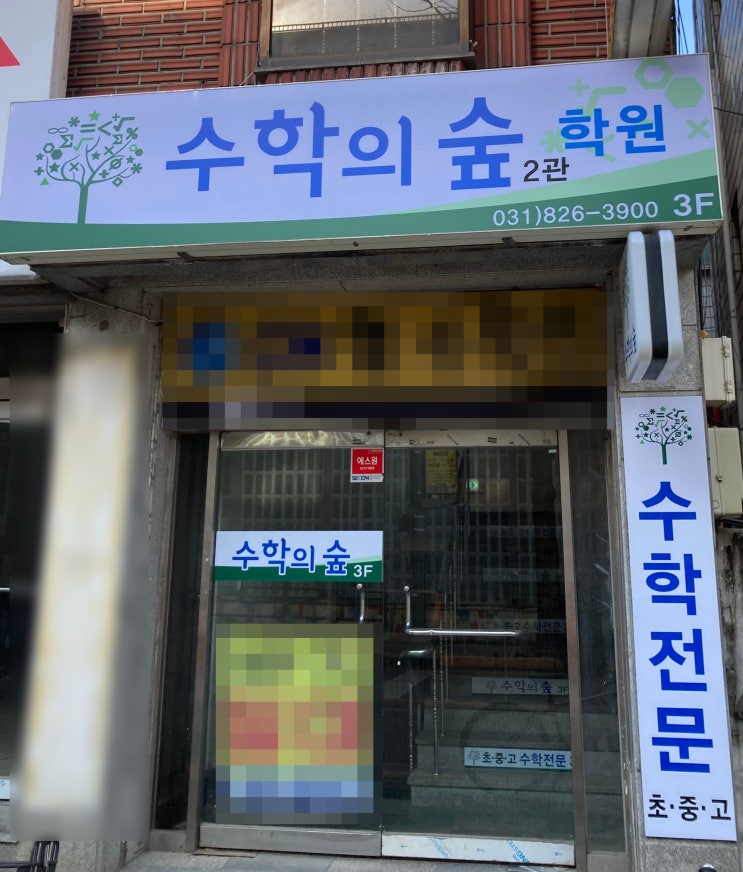 수학의 숲 2관 학원
031)826-3900 3F
에스원
SECOM
수학의 숲 3F
수학의 숲 3F
초·중·고 수학전문
수학전문
초·중·고